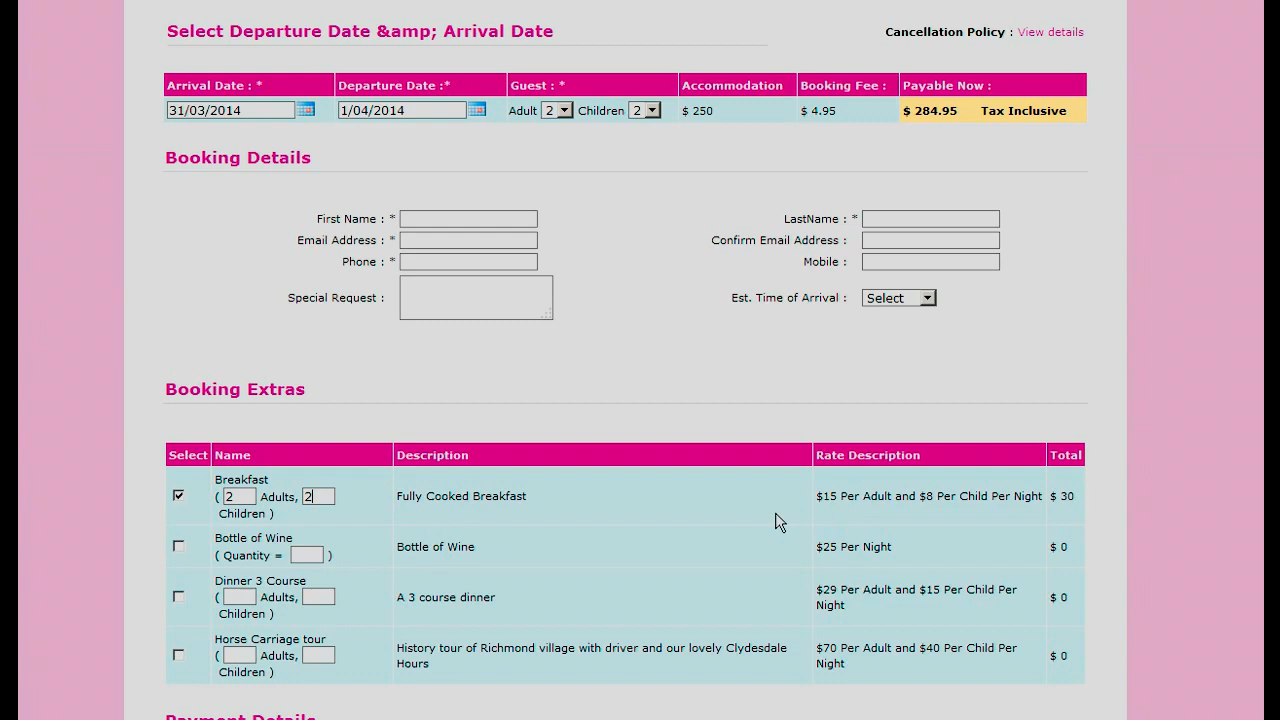 Select Departure Date &amp; Arrival Date
Cancellation Policy : View details
Arrival Date : * Departure Date :* Guest : * Accommodation Booking Fee : Payable Now :
31/03/2014 1/04/2014 Adult 2 Children 2 $ 250 $ 4.95 $ 284.95 Tax Inclusive
Booking Details
First Name : * LastName : *
Email Address : * Confirm Email Address :
Phone : * Mobile :
Special Request : Est. Time of Arrival : Select
Booking Extras
Select Name Description Rate Description Total
Breakfast
( 2 Adults, 2 Fully Cooked Breakfast $15 Per Adult and $8 Per Child Per Night $ 30
Children )
Bottle of Wine
( Quantity = ) Bottle of Wine $25 Per Night $ 0
Dinner 3 Course
( Adults, A 3 course dinner $29 Per Adult and $15 Per Child Per $ 0
Children ) Night
Horse Carriage tour
( Adults, History tour of Richmond village with driver and our lovely Clydesdale $70 Per Adult and $40 Per Child Per $ 0
Children ) Hours Night
Payment Details